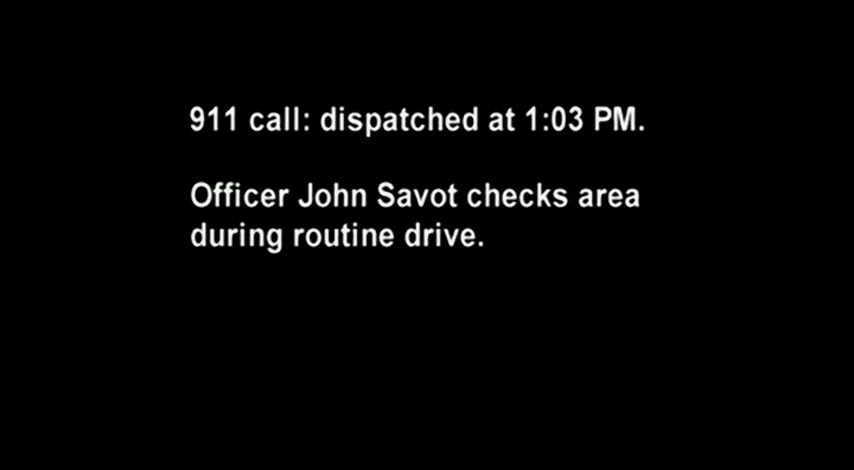 911 call: dispatched at 1:03 PM.
Officer John Savot checks area
during routine drive.